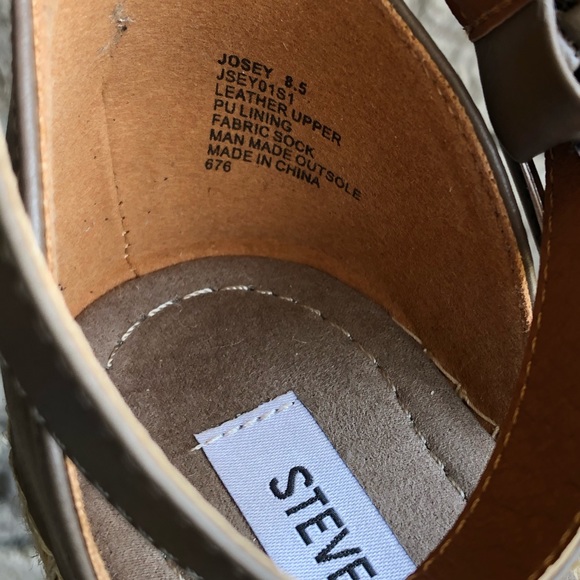 JOSEY 8.5
JSEY01S1
LEATHER UPPER
PU LINING
FABRIC SOCK
MAN MADE OUTSOLE
MADE IN CHINA
676
STEVE